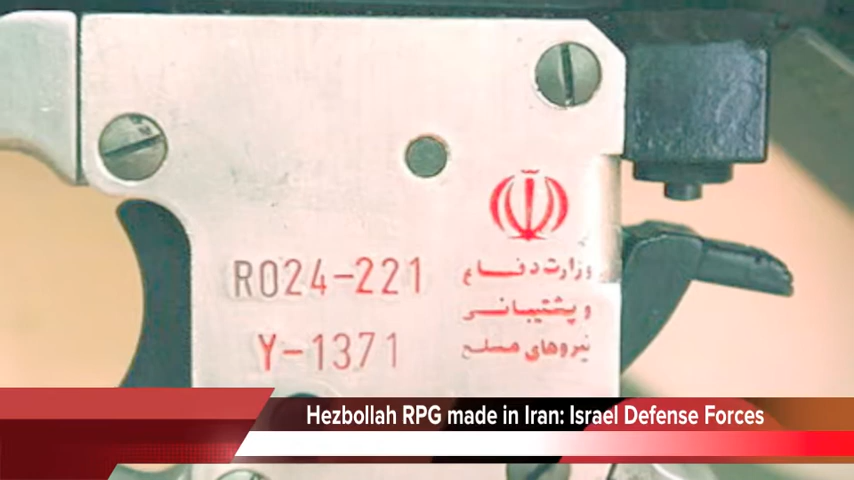 R024-221
Y-1371
وزارت دفاع
و پشتیبانی
نیروهای مسلح
Hezbollah RPG made in Iran: Israel Defense Forces